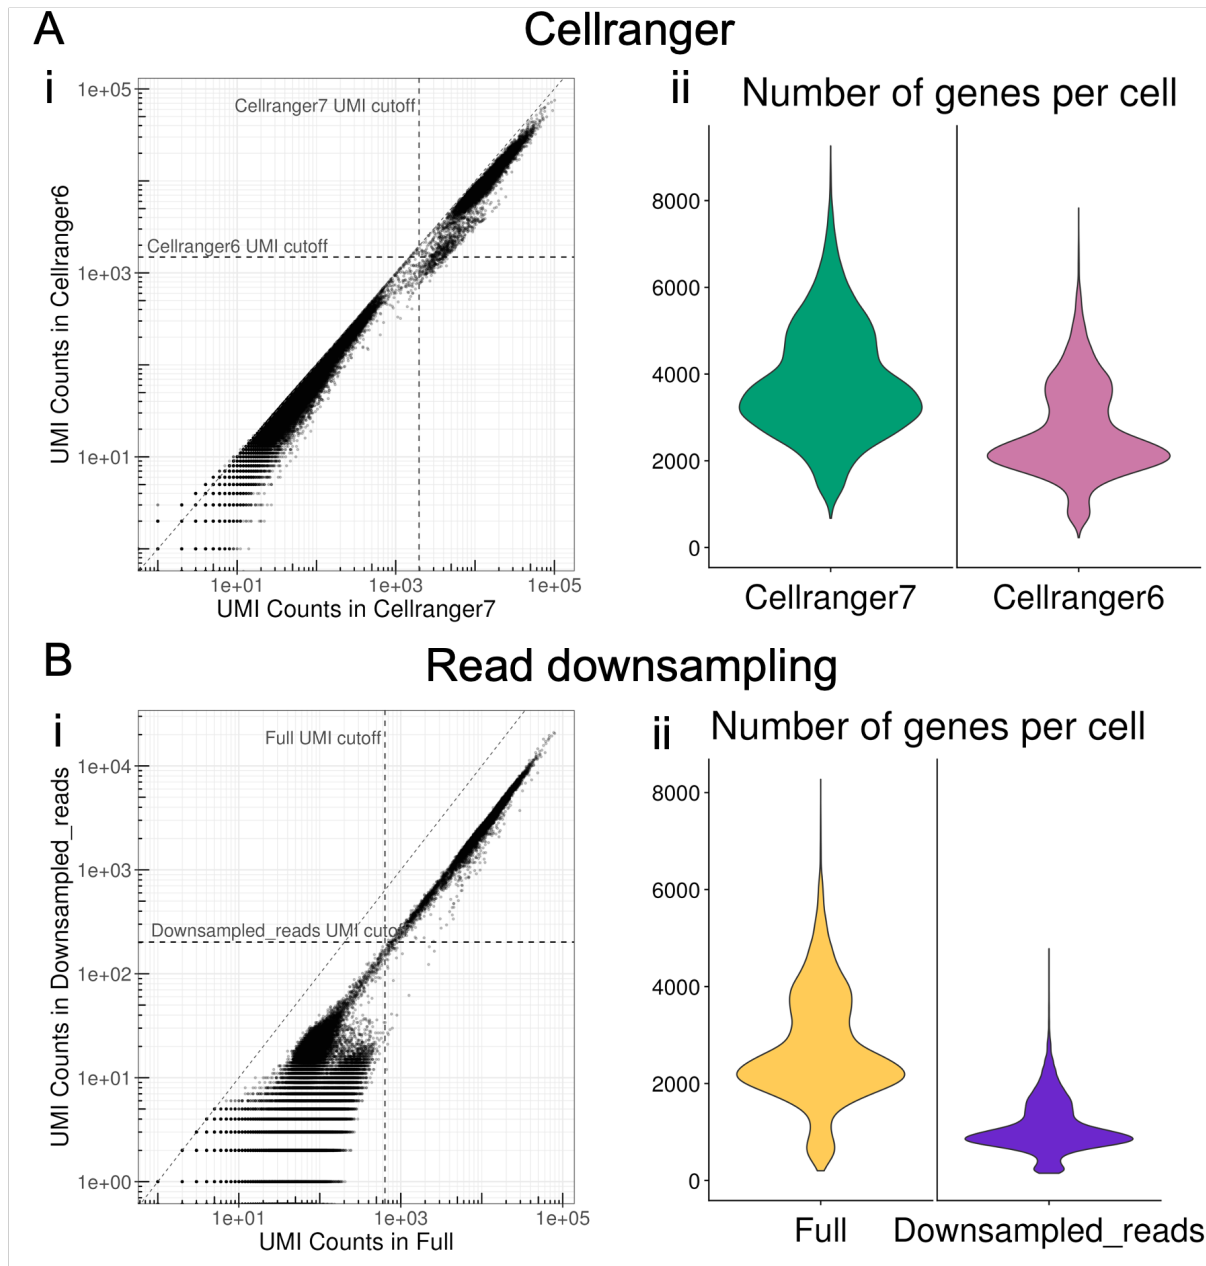 A
Cellranger
i
1e+05
1e+03
1e+01
UMI Counts in Cellranger6
Cellranger7 UMI cutoff
Cellranger6 UMI cutoff
1e+01 1e+03 1e+05
UMI Counts in Cellranger7
ii
Number of genes per cell
8000
6000
4000
2000
0
Cellranger7 Cellranger6
B
Read downsampling
i
1e+04
1e+03
1e+02
1e+01
1e+00
UMI Counts in Downsampled_reads
Full UMI cutoff
Downsampled_reads UMI cutoff
1e+01 1e+03 1e+05
UMI Counts in Full
ii
Number of genes per cell
8000
6000
4000
2000
0
Full Downsampled_reads